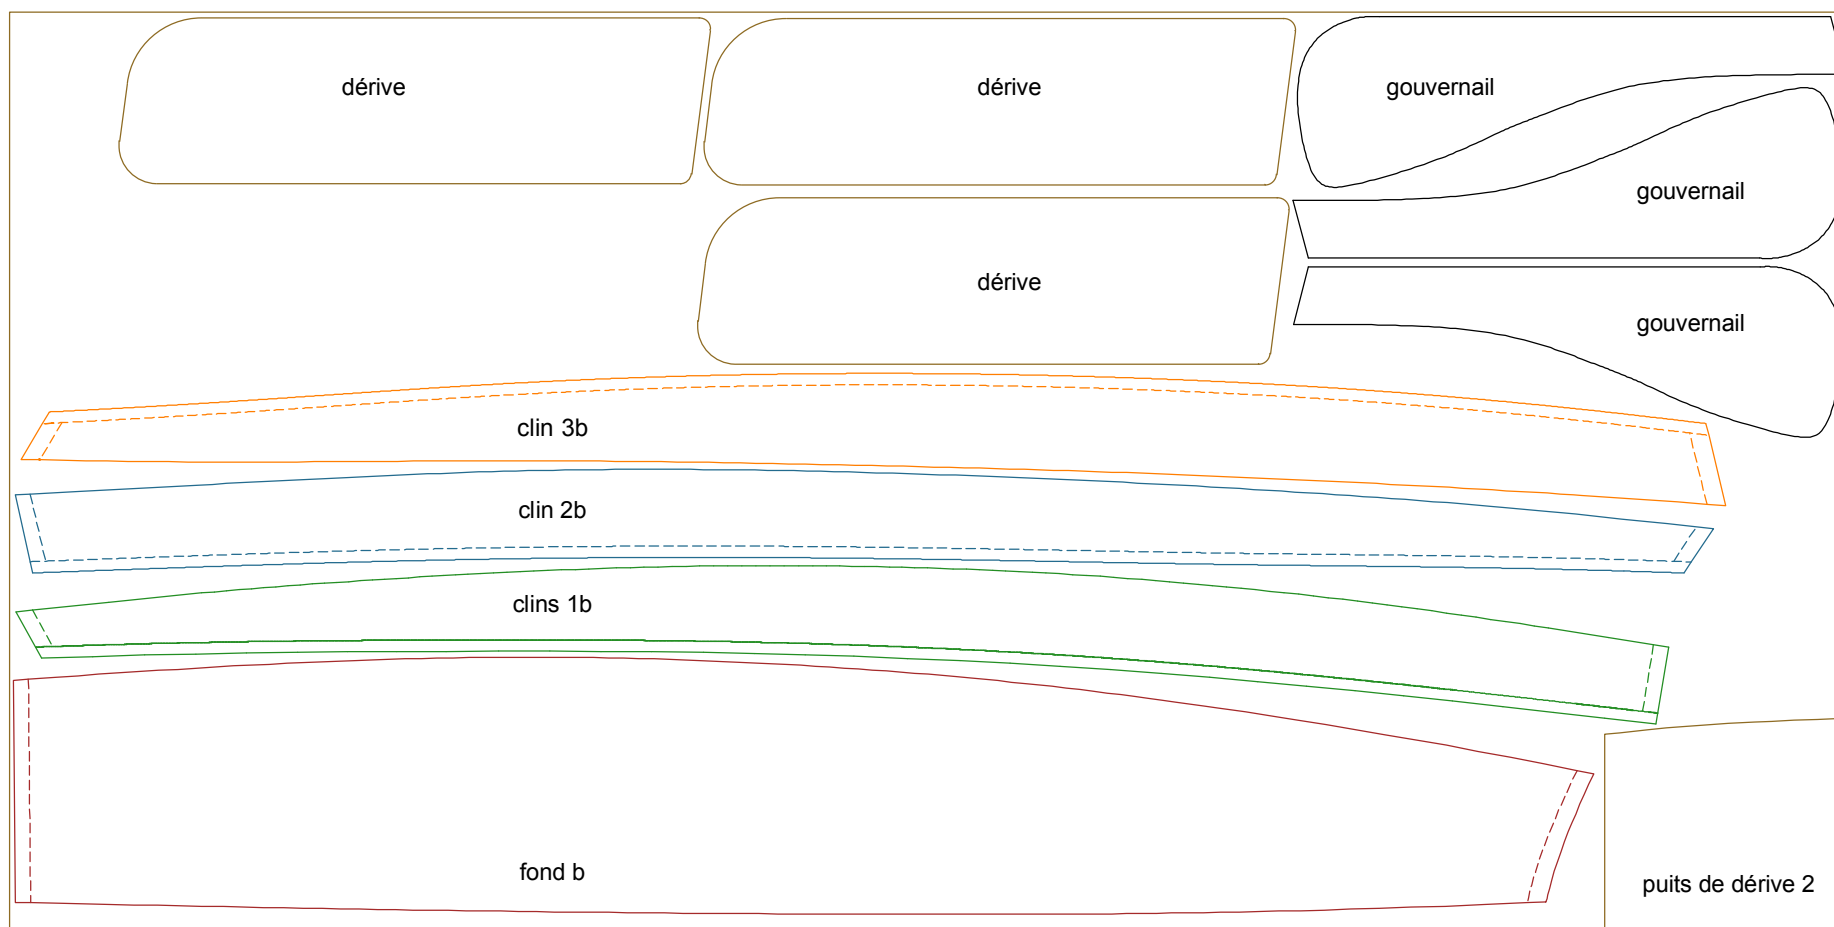 dérive
dérive
gouvernail
gouvernail
dérive
gouvernail
clin 3b
clin 2b
clins 1b
fond b
puits de dérive 2